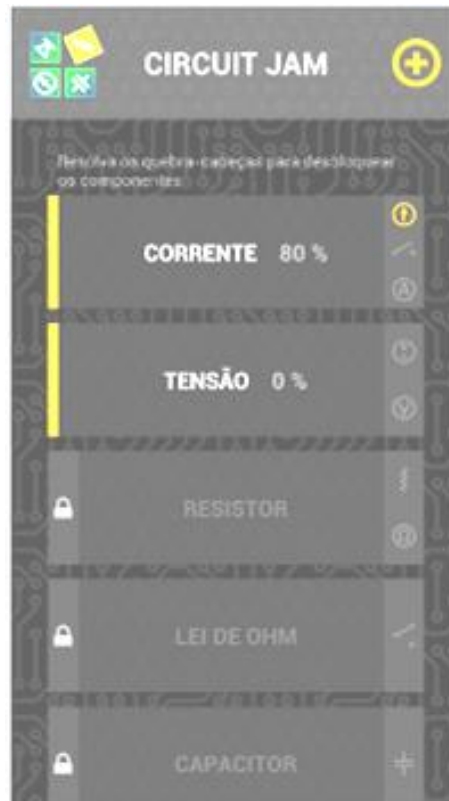 CIRCUIT JAM
Resolva os quebra-cabeças para desbloquear
os componentes
CORRENTE 80 %
A
TENSÃO 0 %
V
RESISTOR
LEI DE OHM
CAPACITOR